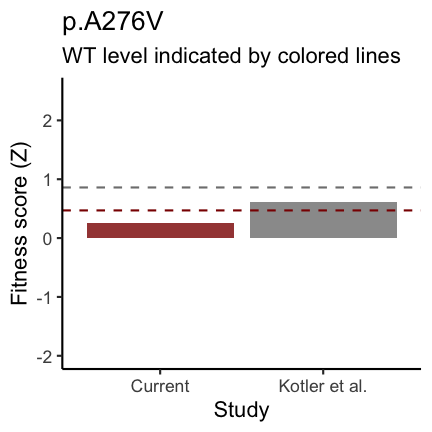 p.A276V
WT level indicated by colored lines
Fitness score (Z)
2
1
0
-1
-2
Current
Kotler et al.
Study